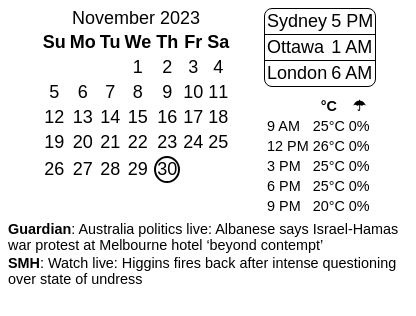 November 2023
Su Mo Tu We Th Fr Sa
1 2 3 4
5 6 7 8 9 10 11
12 13 14 15 16 17 18
19 20 21 22 23 24 25
26 27 28 29 30
Sydney 5 PM
Ottawa 1 AM
London 6 AM
°C ☂
9 AM 25°C 0%
12 PM 26°C 0%
3 PM 25°C 0%
6 PM 25°C 0%
9 PM 20°C 0%
Guardian: Australia politics live: Albanese says Israel-Hamas
war protest at Melbourne hotel ‘beyond contempt’
SMH: Watch live: Higgins fires back after intense questioning
over state of undress